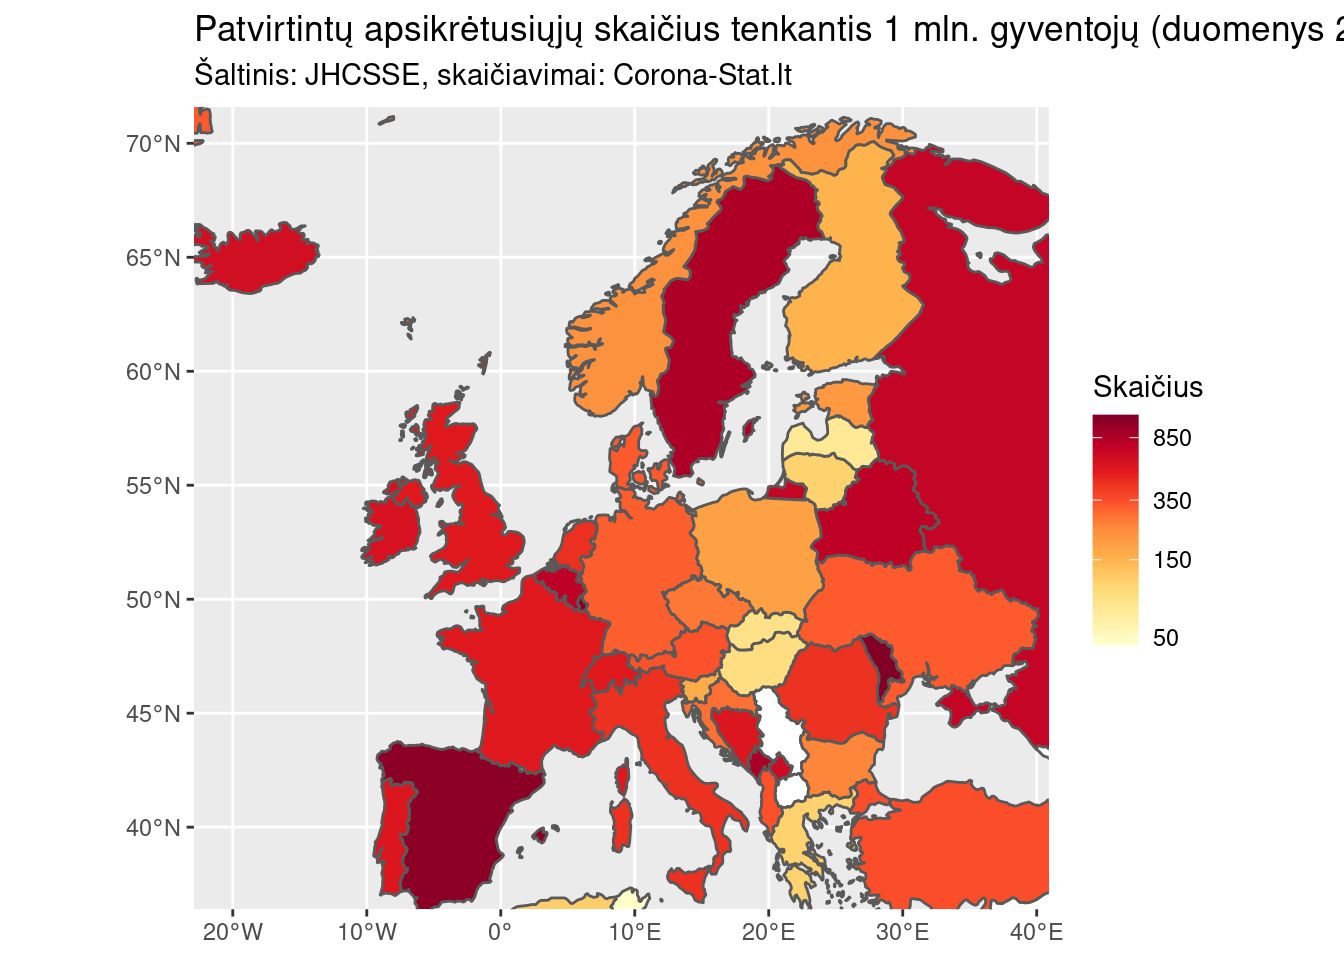 Patvirtintų apsikrėtusiųjų skaičius tenkantis 1 mln. gyventojų (duomenys 2
Šaltinis: JHCSSE, skaičiavimai: Corona-Stat.lt
70°N
65°N
60°N
55°N
50°N
45°N
40°N
20°W 10°W 0° 10°E 20°E 30°E 40°E
Skaičius
850
350
150
50